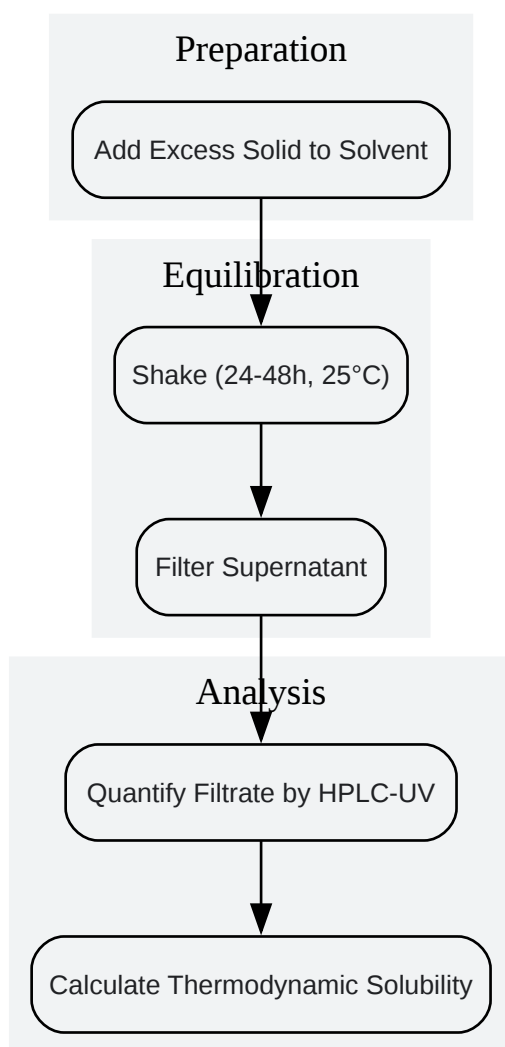 Preparation
Add Excess Solid to Solvent
Equilibration
Shake (24-48h, 25°C)
Filter Supernatant
Analysis
Quantify Filtrate by HPLC-UV
Calculate Thermodynamic Solubility